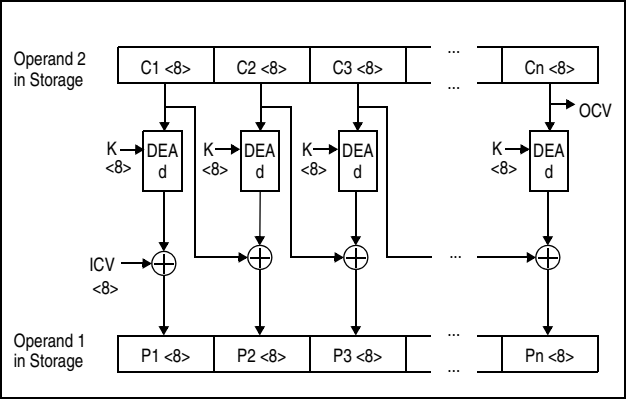 Operand 2
in Storage
C1 <8> C2 <8> C3 <8> ... Cn <8>
...
OCV
K <8> DEA d K <8> DEA d K <8> DEA d K <8> DEA d
ICV <8> ...
Operand 1
in Storage
P1 <8> P2 <8> P3 <8> ... Pn <8>
...